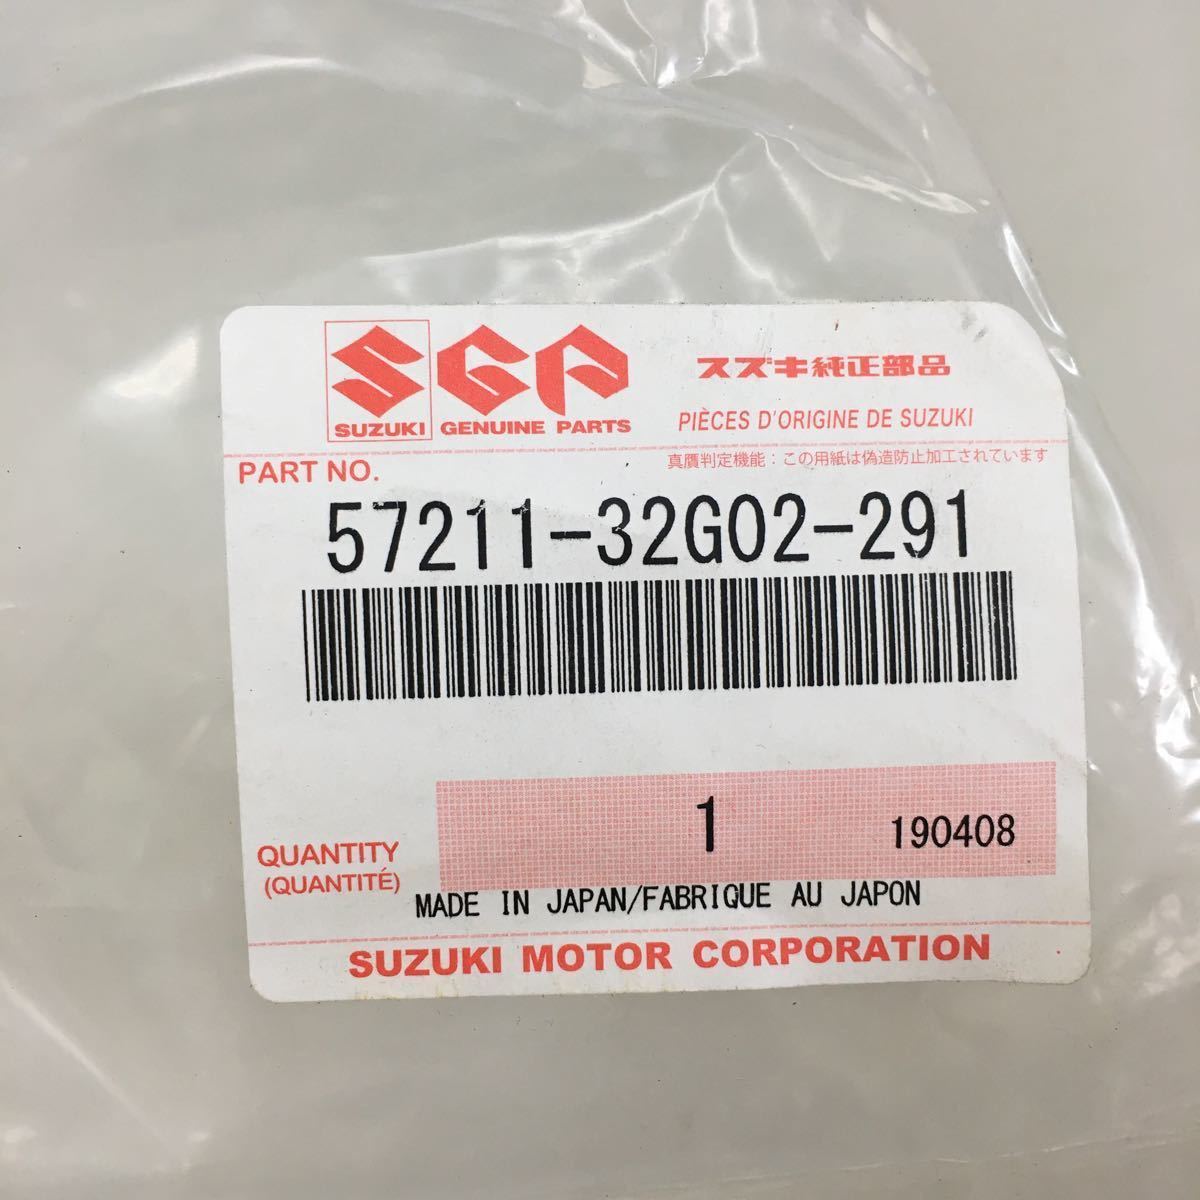 SGP
SUZUKI GENUINE PARTS
スズキ純正部品
PIÈCES D'ORIGINE DE SUZUKI
PART NO.
真贋判定機能：この用紙は偽造防止加工されています
57211-32G02-291
1
190408
QUANTITY
(QUANTITÉ)
MADE IN JAPAN/FABRIQUE AU JAPON
SUZUKI MOTOR CORPORATION